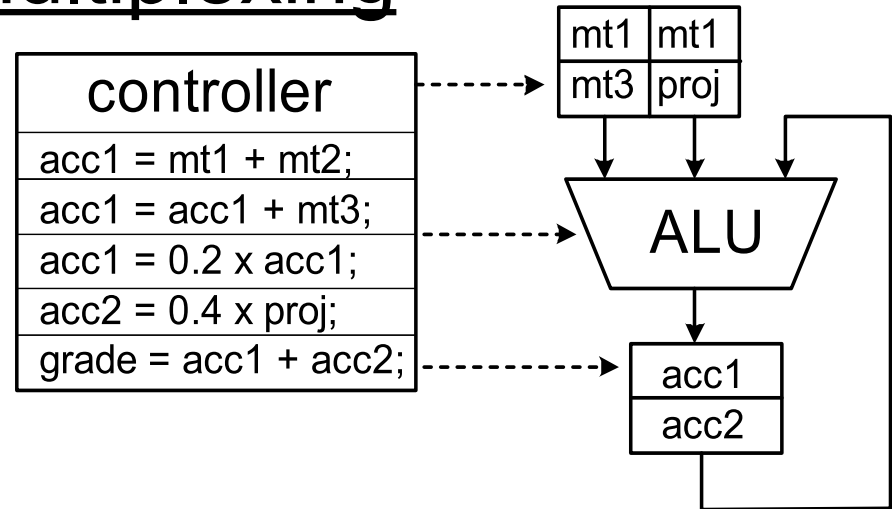 controller
acc1 = mt1 + mt2;
acc1 = acc1 + mt3;
acc1 = 0.2 x acc1;
acc2 = 0.4 x proj;
grade = acc1 + acc2;
mt1 mt1
mt3 proj
ALU
acc1
acc2